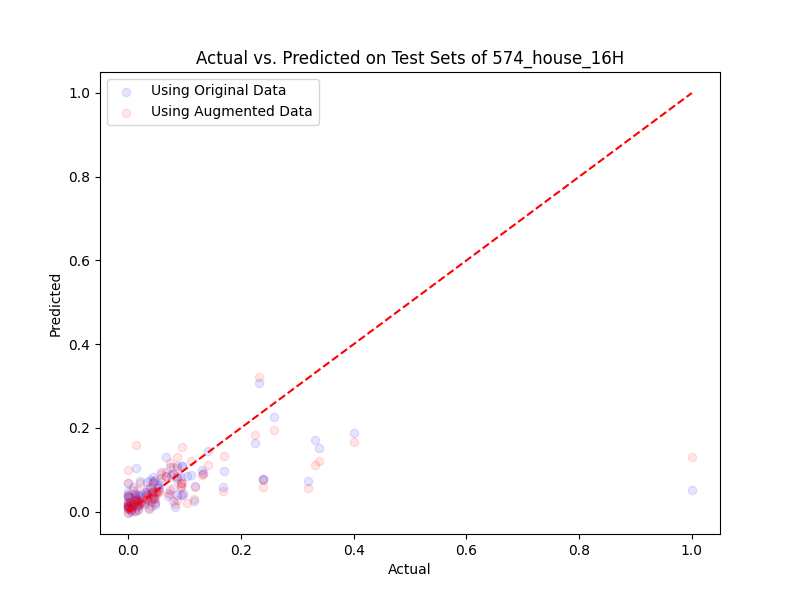 Actual vs. Predicted on Test Sets of 574_house_16H
Using Original Data
Using Augmented Data
1.0
0.8
0.6
0.4
0.2
0.0
Predicted
0.0 0.2 0.4 0.6 0.8 1.0
Actual